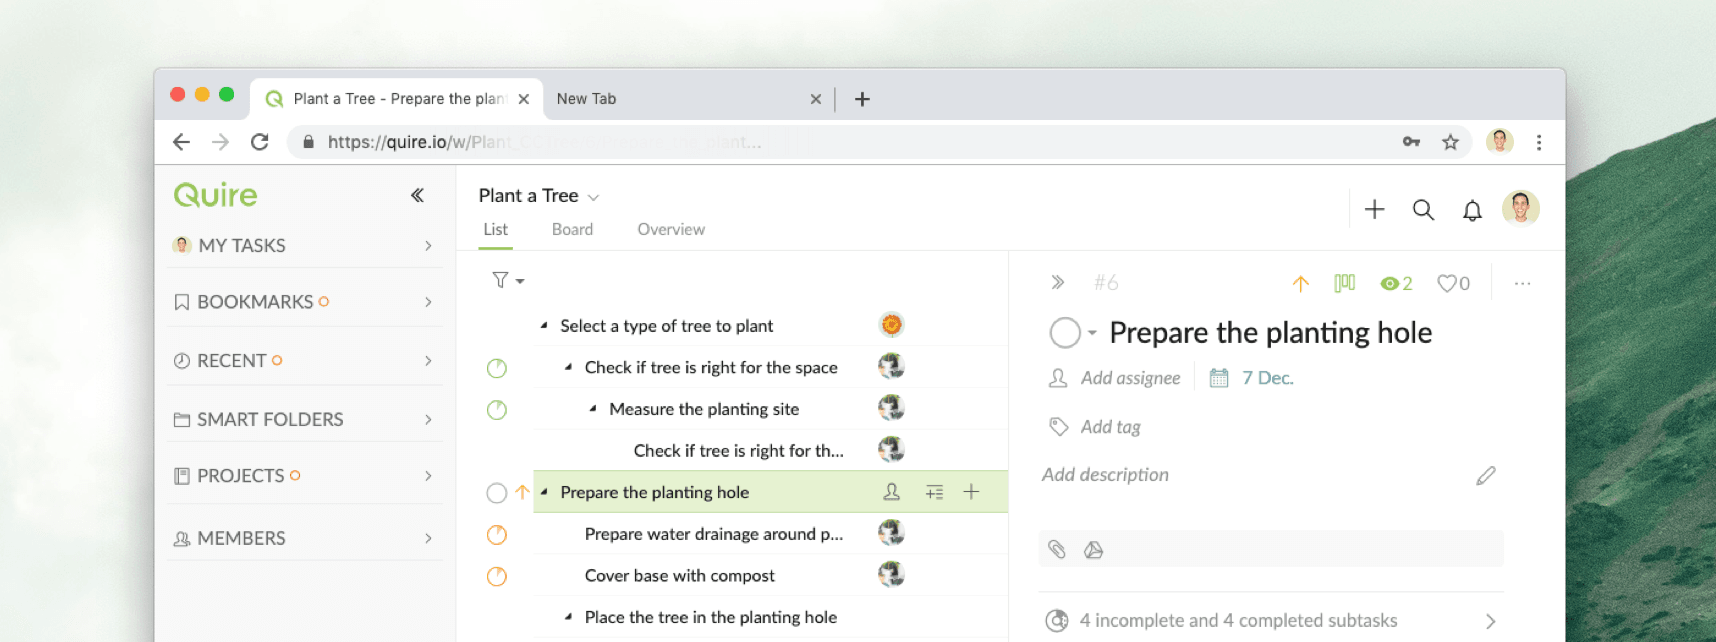 Plant a Tree - Prepare the plant
New Tab
https://quire.io/w/Plant
plant...
Quire
MY TASKS
BOOKMARKS
RECENT
SMART FOLDERS
PROJECTS
MEMBERS
Plant a Tree
List
Board
Overview
Select a type of tree to plant
Check if tree is right for the space
Measure the planting site
Check if tree is right for th...
Prepare the planting hole
Prepare water drainage around p...
Cover base with compost
Place the tree in the planting hole
#6
2
0
...
Prepare the planting hole
Add assignee
7 Dec.
Add tag
Add description
4 incomplete and 4 completed subtasks